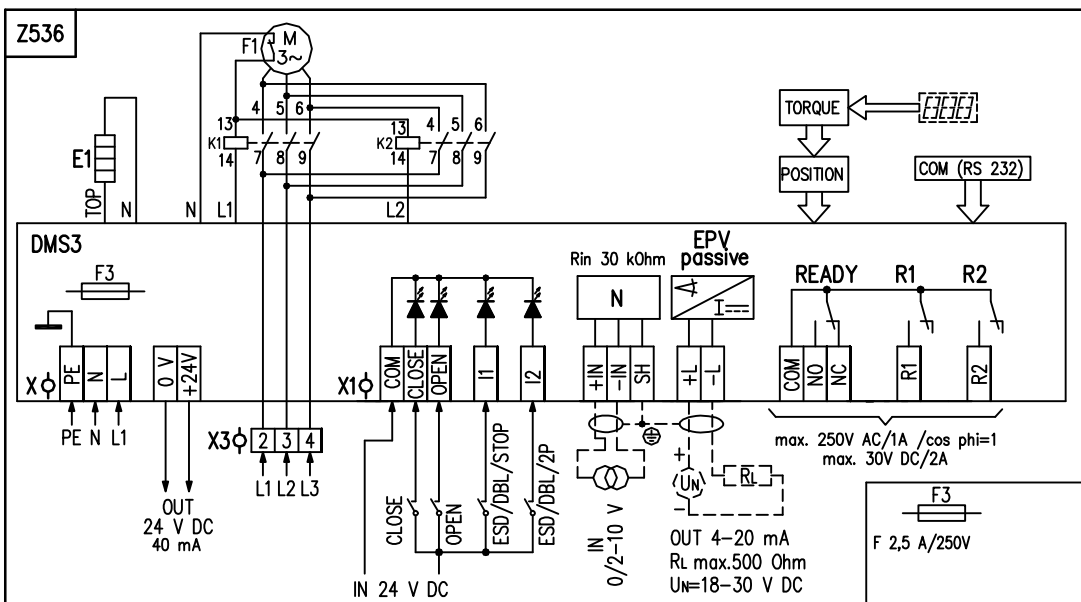 Z536
F1
M
3~
4 5 6
13
K1
14
7 8 9
13
K2
14
4 5 6
7 8 9
E1
TOP
N
N
L1
L2
TORQUE
POSITION
COM (RS 232)
DMS3
F3
Rin 30 kOhm
N
EPV
passive
I
READY
R1
R2
X
PE
N
L
0 V
+24V
X1
COM
CLOSE
OPEN
I1
I2
+IN
-IN
SH
+L
-L
COM
NO
NC
R1
R2
PE N L1
X3
2 3 4
L1 L2 L3
OUT
24 V DC
40 mA
CLOSE
OPEN
ESD/DBL/STOP
ESD/DBL/2P
IN 24 V DC
IN
0/2-10 V
+
UN
-
RL
OUT 4-20 mA
RL max.500 Ohm
UN=18-30 V DC
max. 250V AC/1A /cos phi=1
max. 30V DC/2A
F3
F 2,5 A/250V